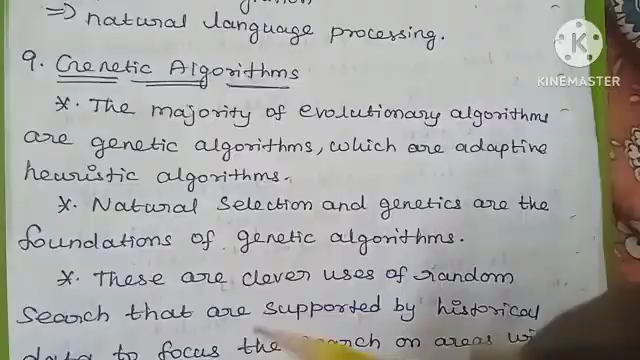 ⇒ natural language processing.
KINEMASTER
9. Genetic Algorithms
*. The majority of evolutionary algorithms
are genetic algorithms, which are adaptive
heuristic algorithms.
*. Natural Selection and genetics are the
foundations of genetic algorithms.
*. These are clever uses of random
Search that are supported by historical
data to focus the on areas